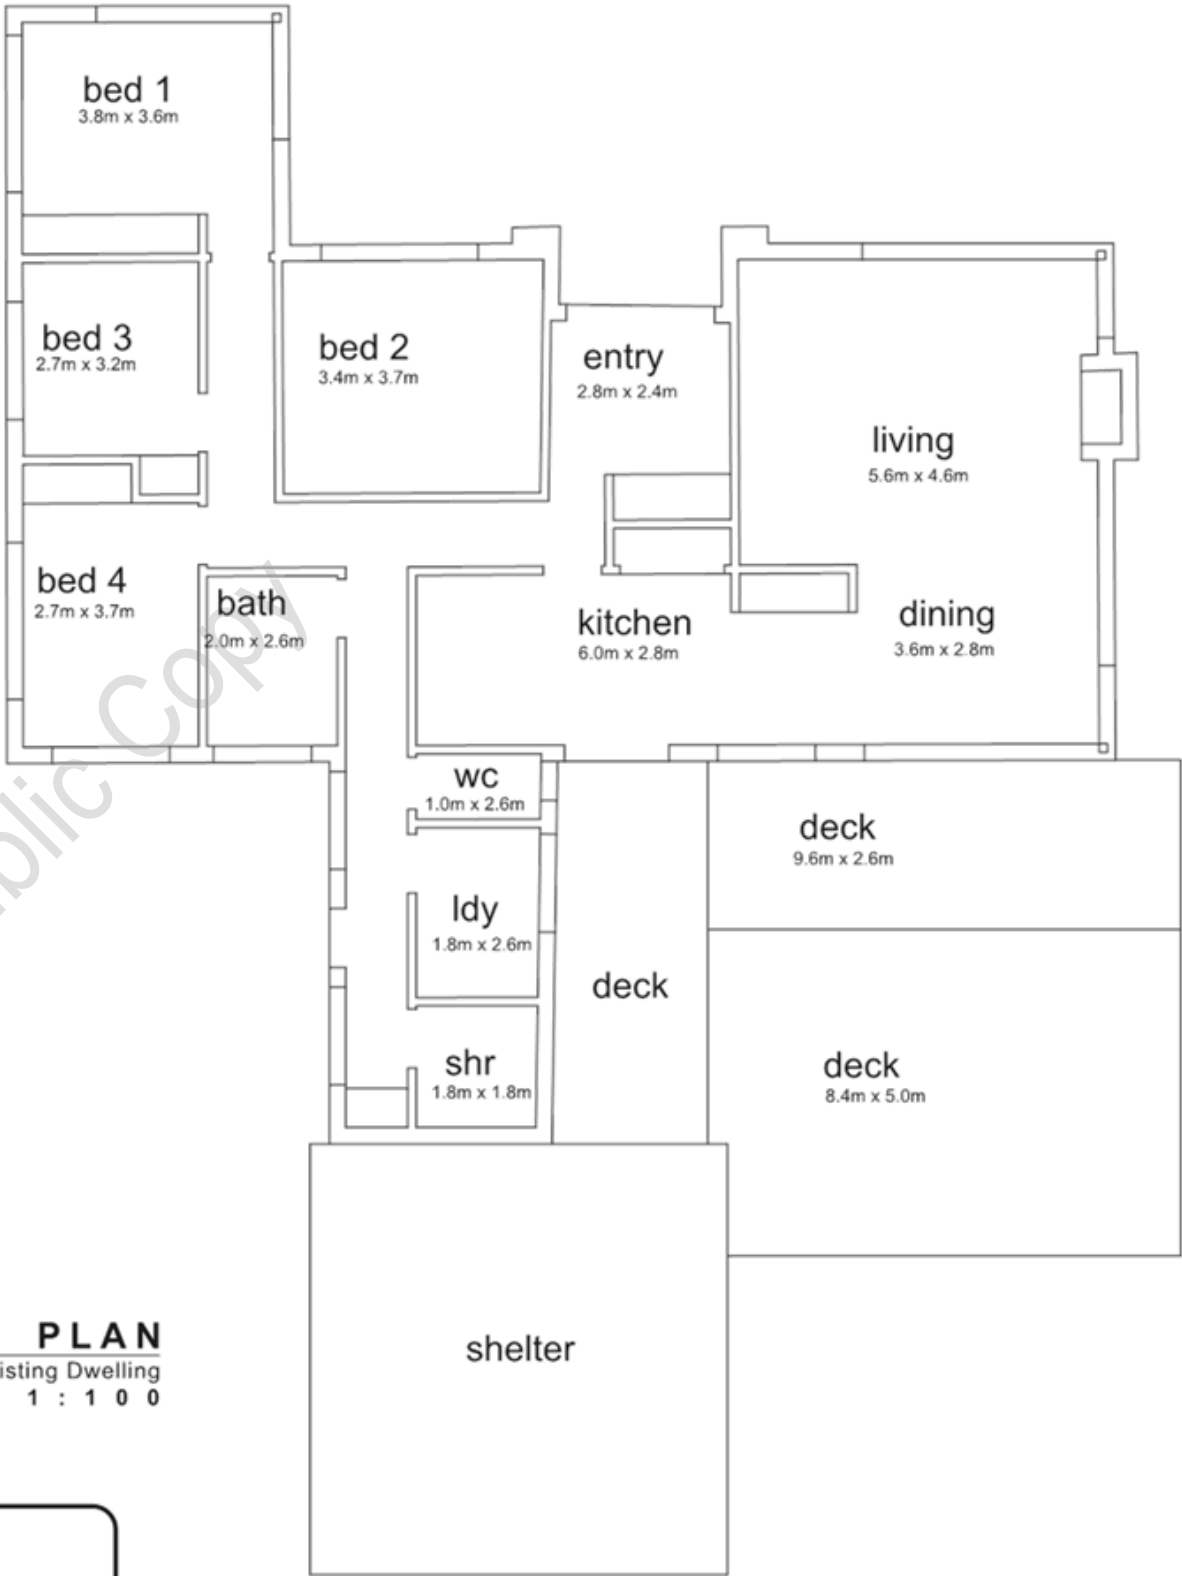 bed 1
3.8m x 3.6m
bed 3
2.7m x 3.2m
bed 2
3.4m x 3.7m
entry
2.8m x 2.4m
living
5.6m x 4.6m
bed 4
2.7m x 3.7m
bath
2.0m x 2.6m
kitchen
6.0m x 2.8m
dining
3.6m x 2.8m
wc
1.0m x 2.6m
deck
9.6m x 2.6m
ldy
1.8m x 2.6m
deck
shr
1.8m x 1.8m
deck
8.4m x 5.0m
shelter
PLAN
isting Dwelling
1:100
blic Copy